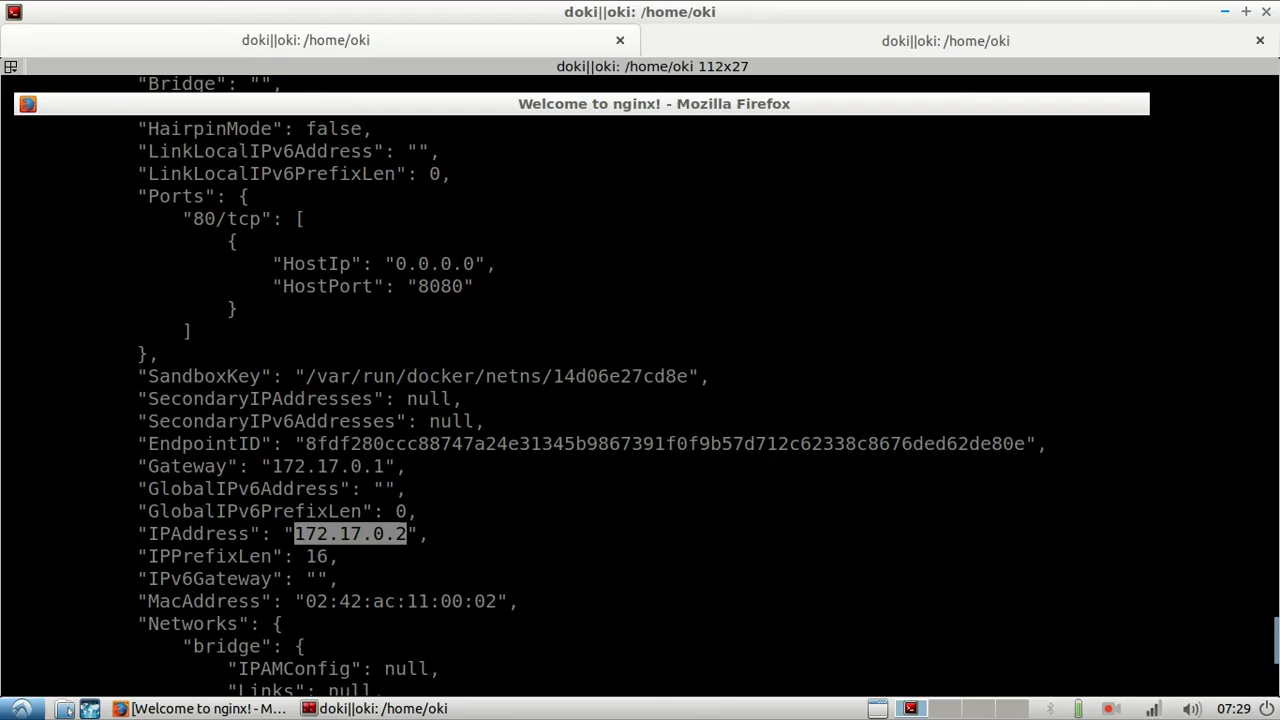 doki||oki: /home/oki
doki||oki: /home/oki
doki||oki: /home/oki
doki||oki: /home/oki 112x27
"Bridge": "",
Welcome to nginx! - Mozilla Firefox
"HairpinMode": false,
"LinkLocalIPv6Address": "",
"LinkLocalIPv6PrefixLen": 0,
"Ports": {
"80/tcp": [
{
"HostIp": "0.0.0.0",
"HostPort": "8080"
}
]
},
"SandboxKey": "/var/run/docker/netns/14d06e27cd8e",
"SecondaryIPAddresses": null,
"SecondaryIPv6Addresses": null,
"EndpointID": "8fdf280ccc88747a24e31345b9867391f0f9b57d712c62338c8676ded62de80e",
"Gateway": "172.17.0.1",
"GlobalIPv6Address": "",
"GlobalIPv6PrefixLen": 0,
"IPAddress": "172.17.0.2",
"IPPrefixLen": 16,
"IPv6Gateway": "",
"MacAddress": "02:42:ac:11:00:02",
"Networks": {
"bridge": {
"IPAMConfig": null,
"Links": null,
[Welcome to nginx! - M... doki||oki: /home/oki 07:29